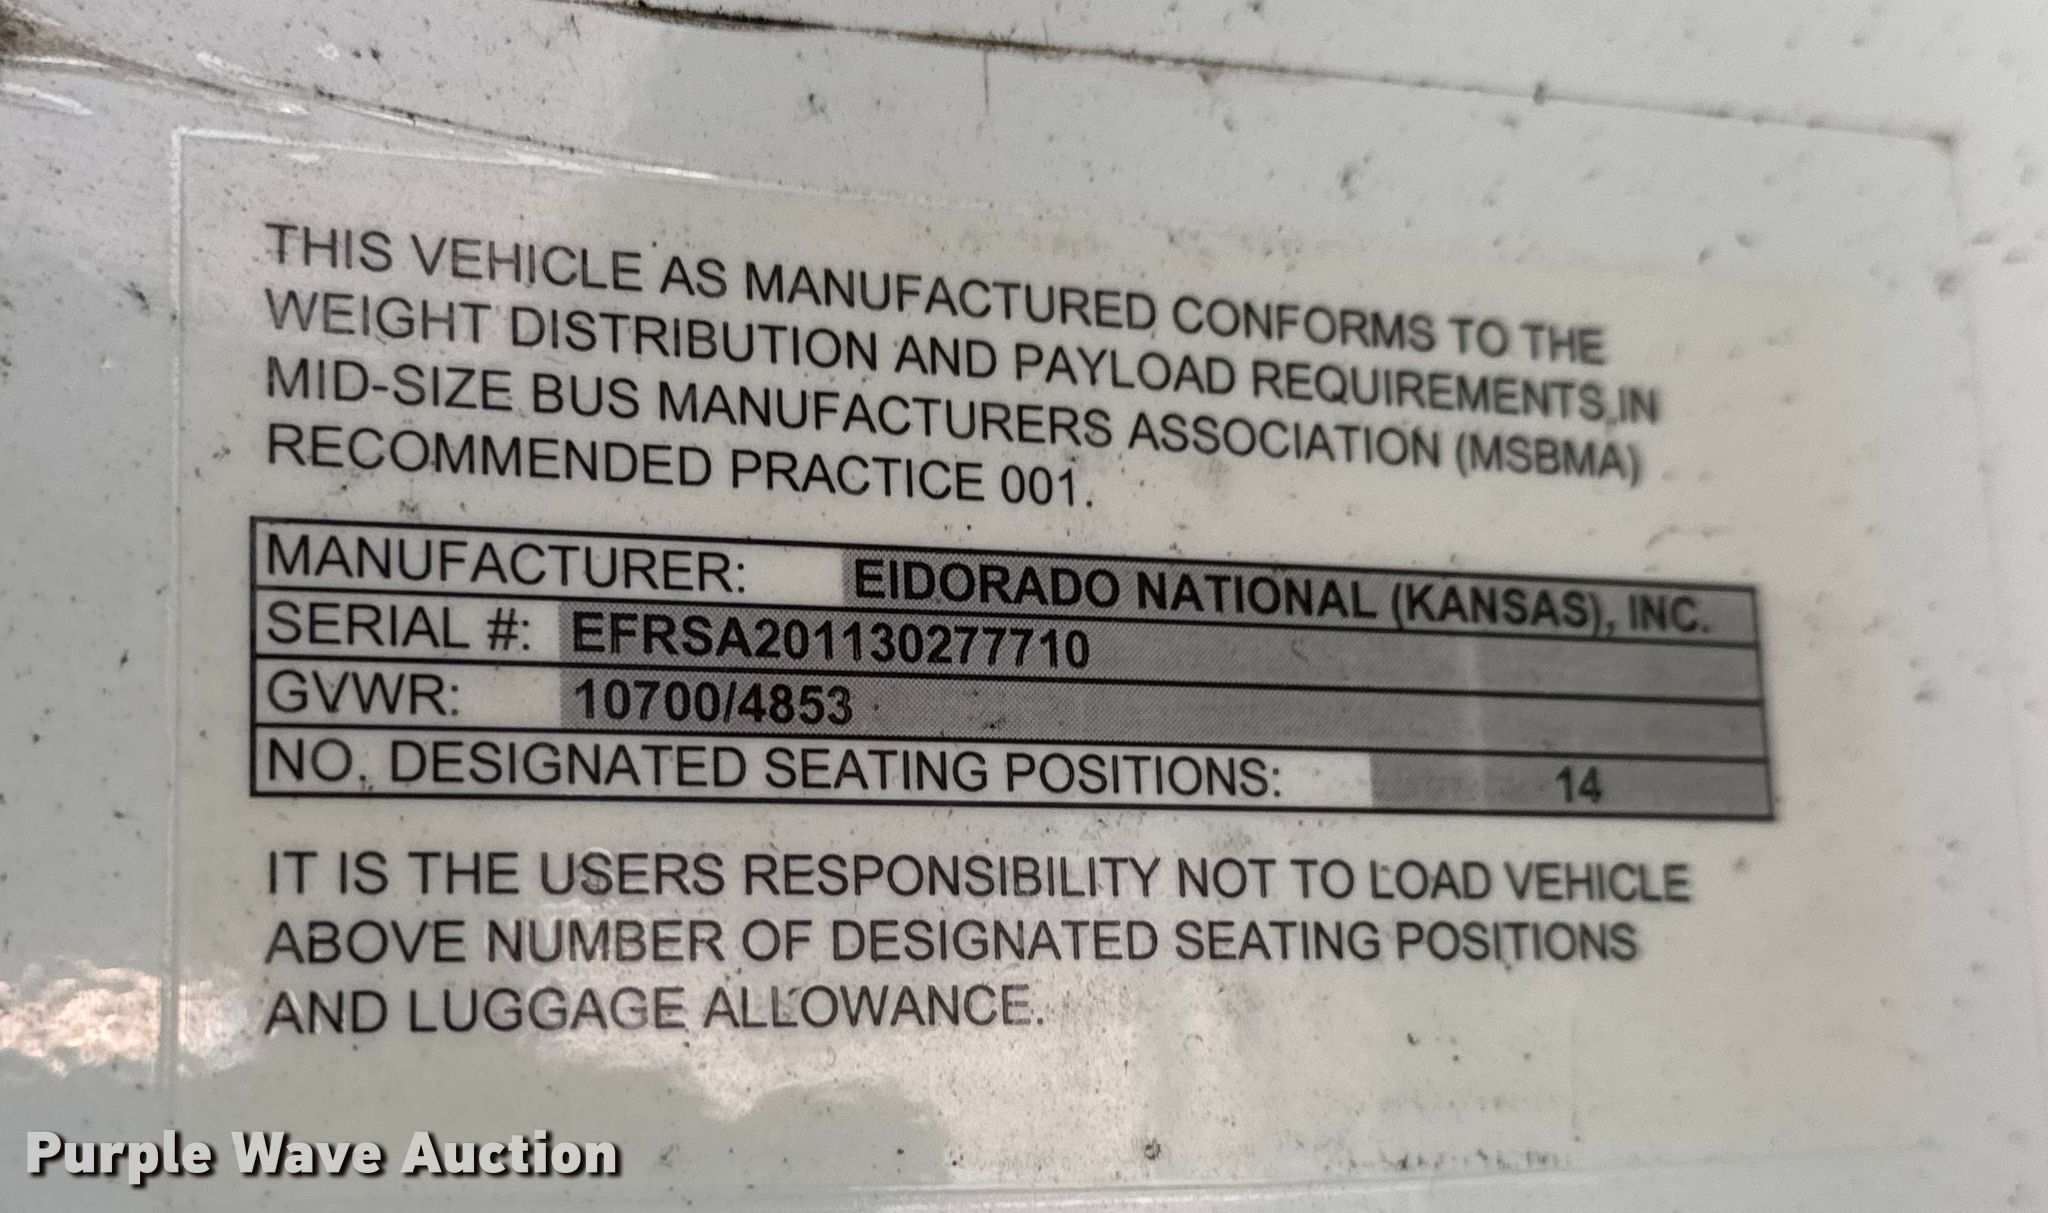 THIS VEHICLE AS MANUFACTURED CONFORMS TO THE
WEIGHT DISTRIBUTION AND PAYLOAD REQUIREMENTS IN
MID-SIZE BUS MANUFACTURERS ASSOCIATION (MSBMA)
RECOMMENDED PRACTICE 001.
MANUFACTURER: ElDORADO NATIONAL (KANSAS), INC.
SERIAL #: EFRSA201130277710
GVWR: 10700/4853
NO. DESIGNATED SEATING POSITIONS: 14
IT IS THE USERS RESPONSIBILITY NOT TO LOAD VEHICLE
ABOVE NUMBER OF DESIGNATED SEATING POSITIONS
AND LUGGAGE ALLOWANCE.
Purple Wave Auction